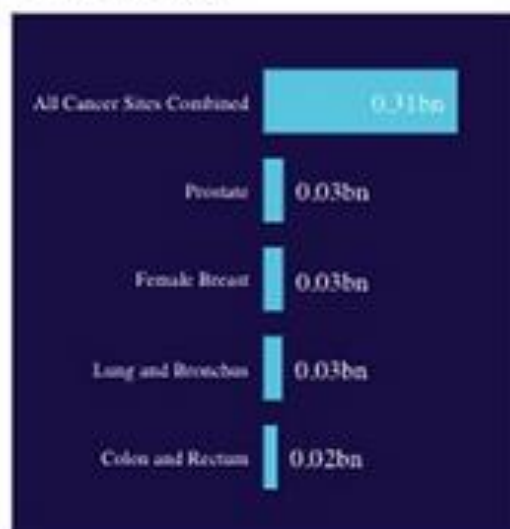 All Cancer Sites Combined 0.31bn
Prostate 0.03bn
Female Breast 0.03bn
Lung and Bronchus 0.03bn
Colon and Rectum 0.02bn